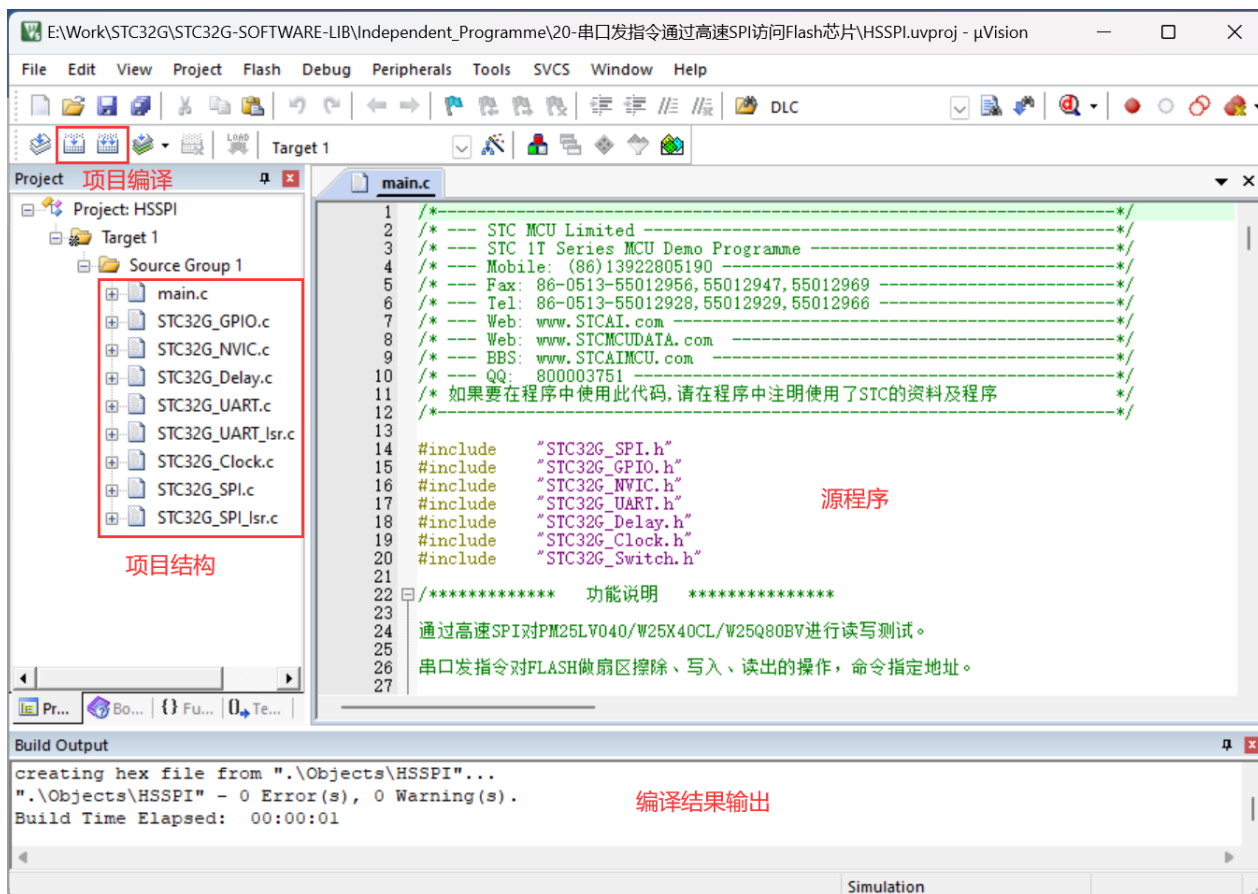 E:\Work\STC32G\STC32G-SOFTWARE-LIB\Independent_Programme\20-串口发指令通过高速SPI访问Flash芯片\HSSPI.uvproj - µVision
File Edit View Project Flash Debug Peripherals Tools SVCS Window Help
DLC
LOAD Target 1
Project 项目编译
main.c
Project: HSSPI
Target 1
Source Group 1
main.c
STC32G_GPIO.c
STC32G_NVIC.c
STC32G_Delay.c
STC32G_UART.c
STC32G_UART_Isr.c
STC32G_Clock.c
STC32G_SPI.c
STC32G_SPI_Isr.c
项目结构
Pr... Bo... {} Fu... Te...
1 /*---------------------------------------------------------------------*/
2 /* --- STC MCU Limited ------------------------------------------------*/
3 /* --- STC 1T Series MCU Demo Programme -------------------------------*/
4 /* --- Mobile: (86)13922805190 ----------------------------------------*/
5 /* --- Fax: 86-0513-55012956,55012947,55012969 ------------------------*/
6 /* --- Tel: 86-0513-55012928,55012929,55012966 ------------------------*/
7 /* --- Web: www.STCAI.com ---------------------------------------------*/
8 /* --- Web: www.STCMCUDATA.com  ---------------------------------------*/
9 /* --- BBS: www.STCAIMCU.com  -----------------------------------------*/
10 /* --- QQ:  800003751 -------------------------------------------------*/
11 /* 如果要在程序中使用此代码,请在程序中注明使用了STC的资料及程序            */
12 /*---------------------------------------------------------------------*/
13
14 #include "STC32G_SPI.h"
15 #include "STC32G_GPIO.h"
16 #include "STC32G_NVIC.h"
17 #include "STC32G_UART.h"
18 #include "STC32G_Delay.h"
19 #include "STC32G_Clock.h"
20 #include "STC32G_Switch.h"
源程序
21
22 /************* 功能说明 ***************
23
24 通过高速SPI对PM25LV040/W25X40CL/W25Q80BV进行读写测试。
25
26 串口发指令对FLASH做扇区擦除、写入、读出的操作，命令指定地址。
27
Build Output
creating hex file from ".\Objects\HSSPI"...
".\Objects\HSSPI" - 0 Error(s), 0 Warning(s).
Build Time Elapsed:  00:00:01
编译结果输出
Simulation